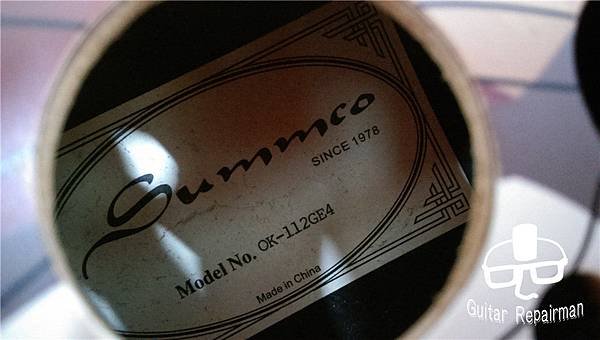 Summco
SINCE 1978
Model No. OK-112GE4
Made in China
Guitar Repairman